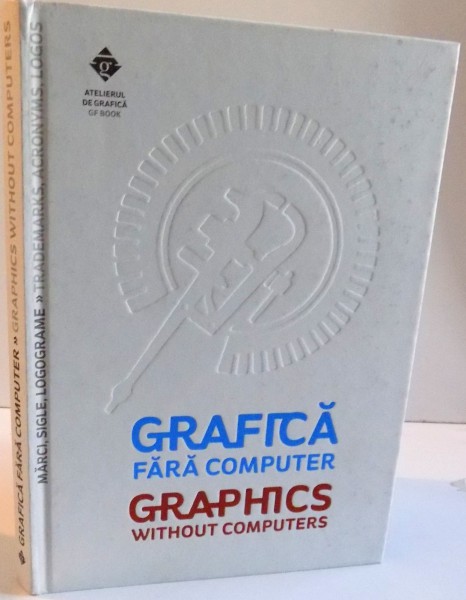 GRAFICĂ FĂRĂ COMPUTER » GRAPHICS WITHOUT COMPUTERS
MĂRCI, SIGLE, LOGOGRAME » TRADEMARKS, ACRONYMS, LOGOS
g
ATELIERUL
DE GRAFICĂ
GF BOOK
GRAFICĂ
FĂRĂ COMPUTER
GRAPHICS
WITHOUT COMPUTERS